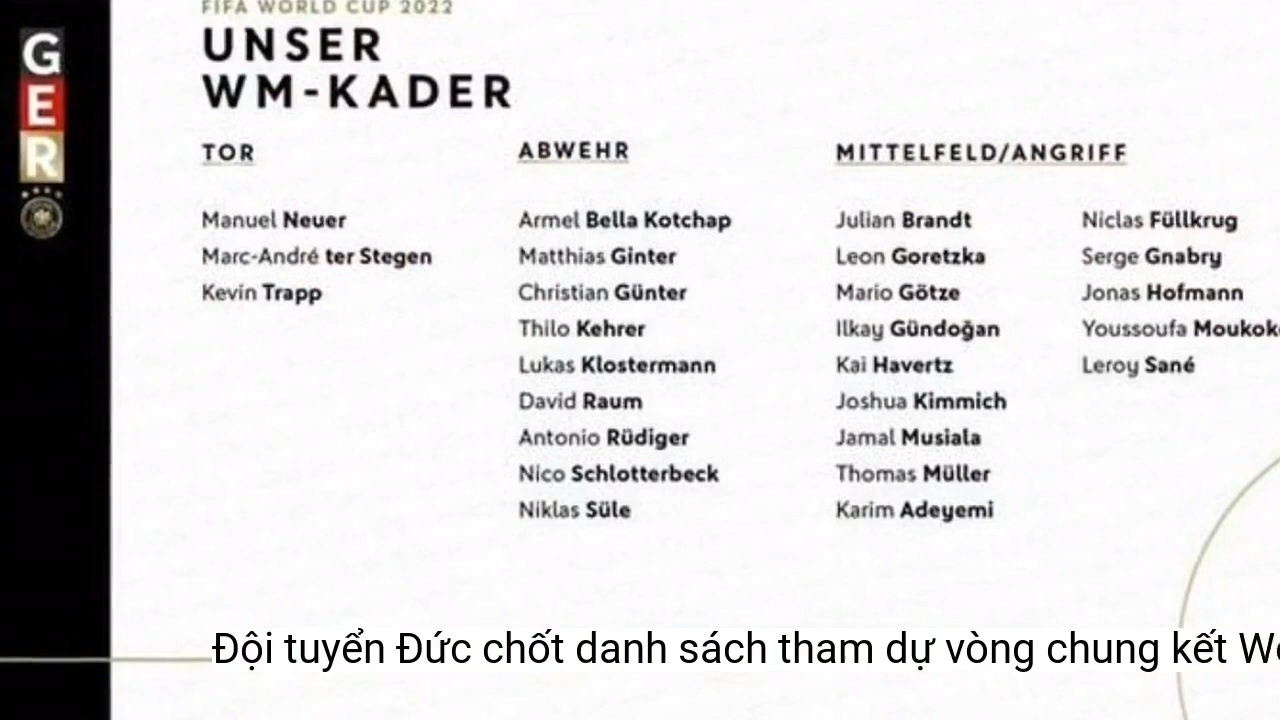 FIFA WORLD CUP 2022
UNSER
WM-KADER
GER
TOR
Manuel Neuer
Marc-André ter Stegen
Kevin Trapp
ABWEHR
Armel Bella Kotchap
Matthias Ginter
Christian Günter
Thilo Kehrer
Lukas Klostermann
David Raum
Antonio Rüdiger
Nico Schlotterbeck
Niklas Süle
MITTELFELD/ANGRIFF
Julian Brandt
Leon Goretzka
Mario Götze
Ilkay Gündoğan
Kai Havertz
Joshua Kimmich
Jamal Musiala
Thomas Müller
Karim Adeyemi
Niclas Füllkrug
Serge Gnabry
Jonas Hofmann
Youssoufa
Leroy Sané
Đội tuyển Đức chốt danh sách tham dự vòng chung kết